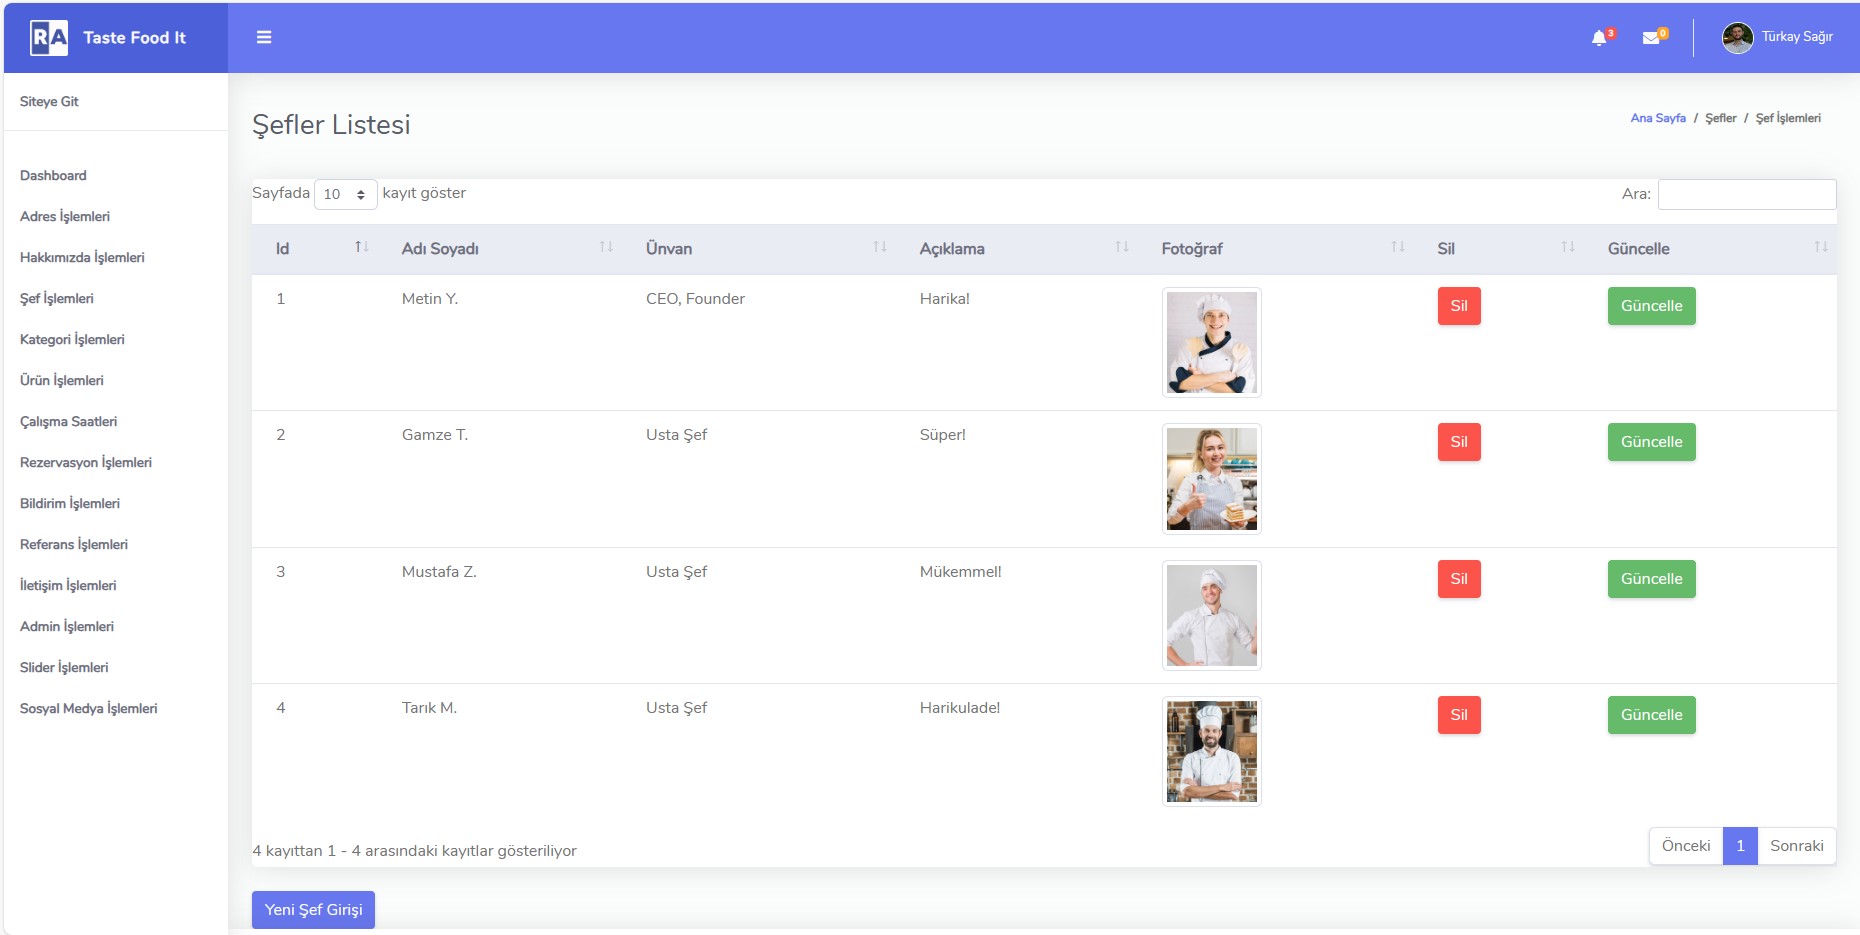 RA Taste Food It
3
0
Türkay Sağır
Siteye Git
Dashboard
Adres İşlemleri
Hakkımızda İşlemleri
Şef İşlemleri
Kategori İşlemleri
Ürün İşlemleri
Çalışma Saatleri
Rezervasyon İşlemleri
Bildirim İşlemleri
Referans İşlemleri
İletişim İşlemleri
Admin İşlemleri
Slider İşlemleri
Sosyal Medya İşlemleri
Şefler Listesi
Ana Sayfa / Şefler / Şef İşlemleri
Sayfada 10 kayıt göster
Ara:
Id Adı Soyadı Ünvan Açıklama Fotoğraf Sil Güncelle
1 Metin Y. CEO, Founder Harika! Sil Güncelle
2 Gamze T. Usta Şef Süper! Sil Güncelle
3 Mustafa Z. Usta Şef Mükemmel! Sil Güncelle
4 Tarık M. Usta Şef Harikulade! Sil Güncelle
4 kayıttan 1 - 4 arasındaki kayıtlar gösteriliyor
Önceki 1 Sonraki
Yeni Şef Girişi